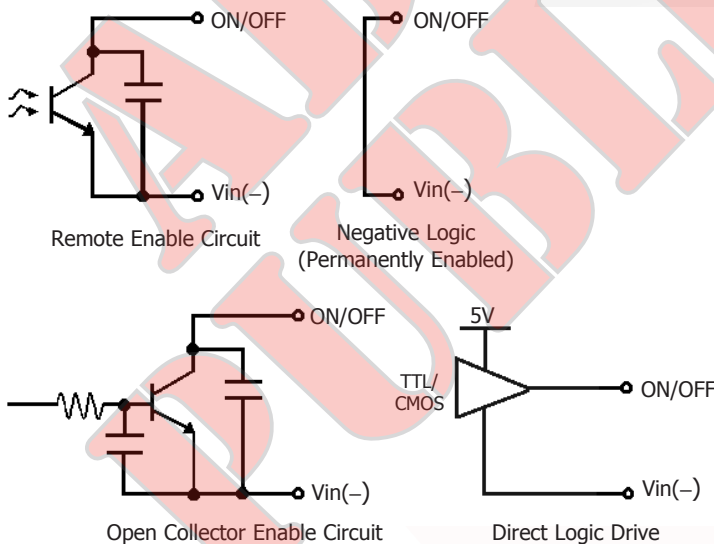 ON/OFF
Vin(–)
Remote Enable Circuit
ON/OFF
Vin(–)
Negative Logic
(Permanently Enabled)
ON/OFF
Vin(–)
Open Collector Enable Circuit
5V
TTL/
CMOS
ON/OFF
Vin(–)
Direct Logic Drive